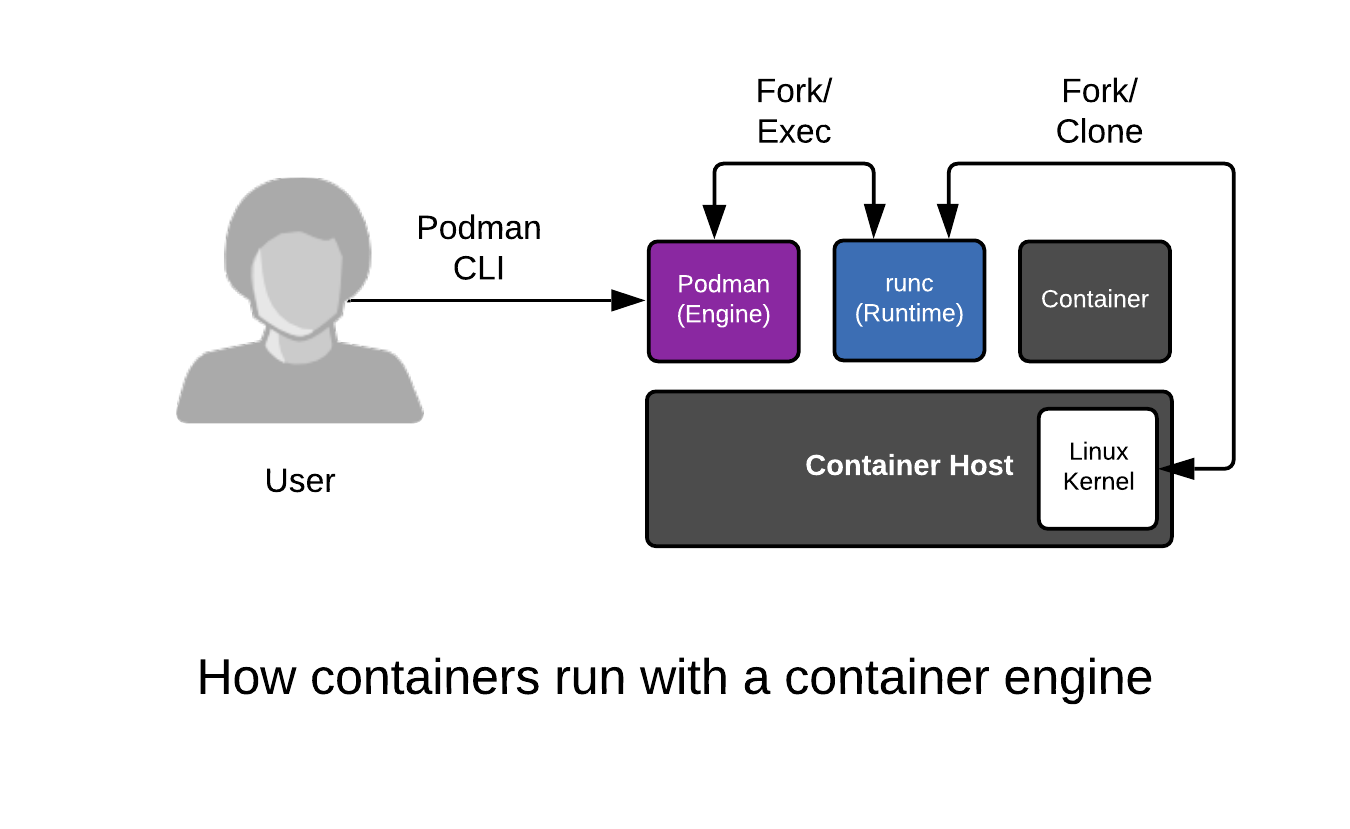 Fork/
Exec
Fork/
Clone
Podman
CLI
Podman
(Engine)
runc
(Runtime)
Container
Container Host
Linux
Kernel
User
How containers run with a container engine